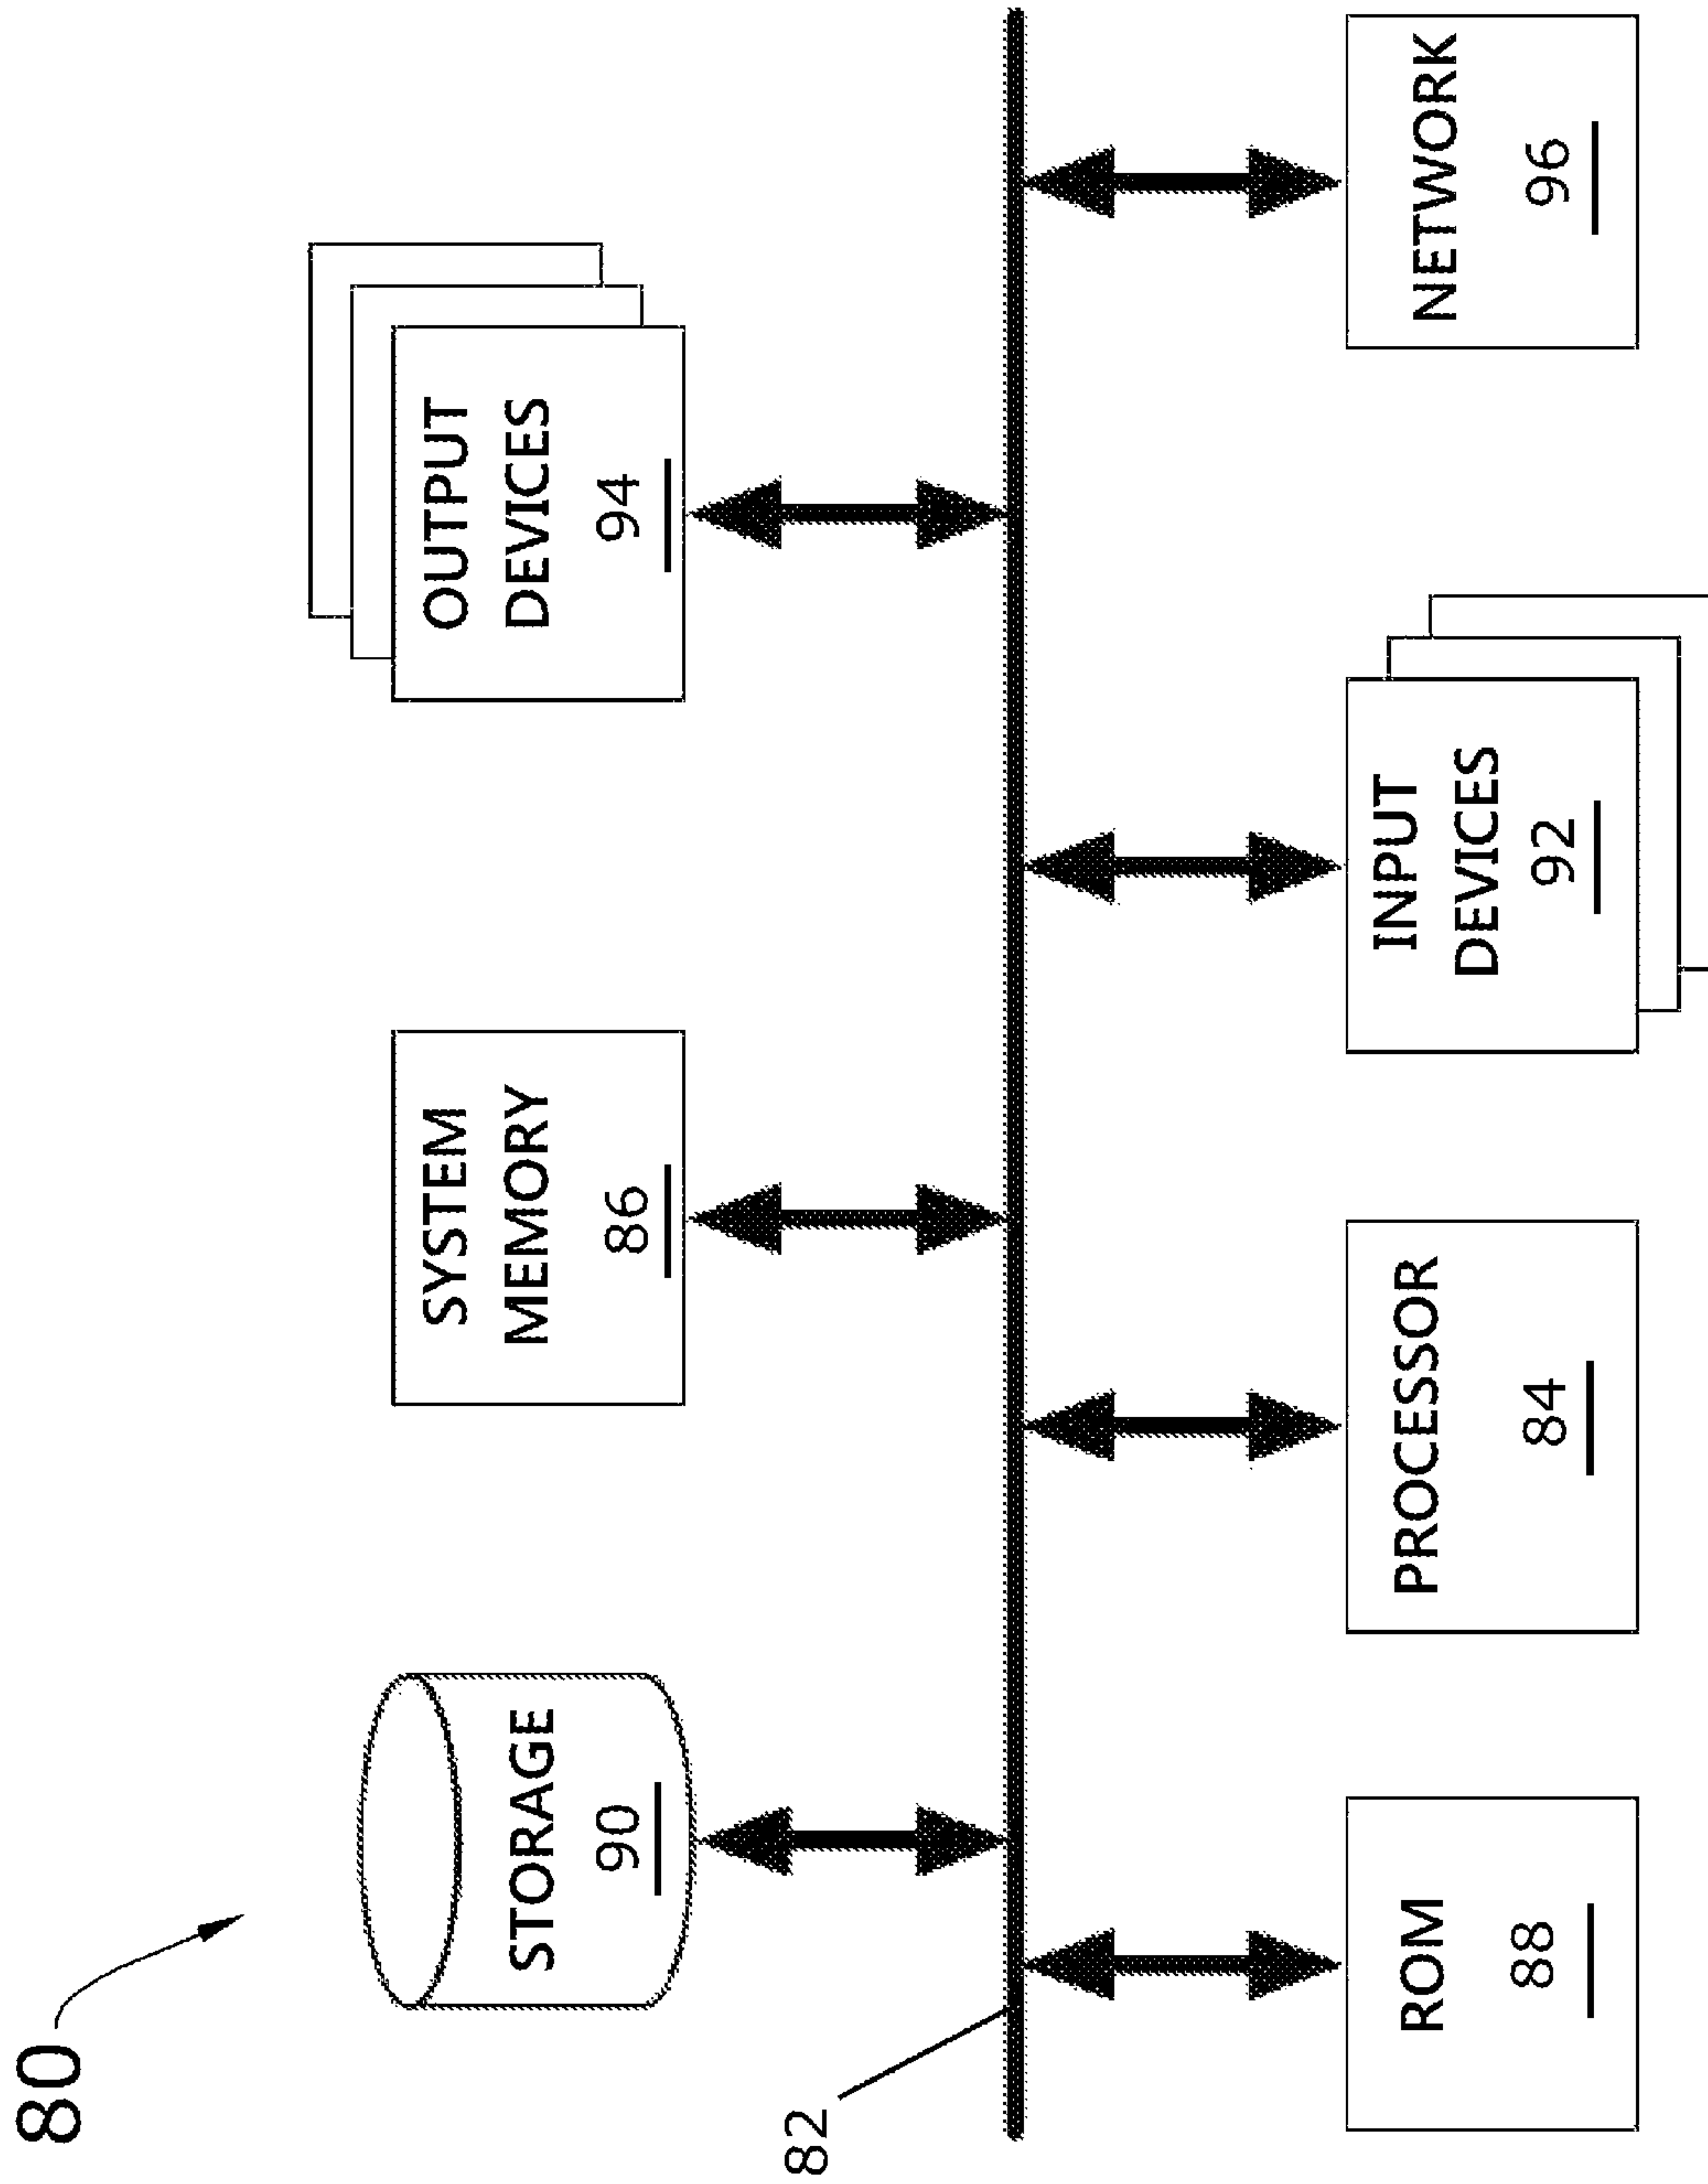 80
STORAGE
90
SYSTEM
MEMORY
86
OUTPUT
DEVICES
94
82
ROM
88
PROCESSOR
84
INPUT
DEVICES
92
NETWORK
96